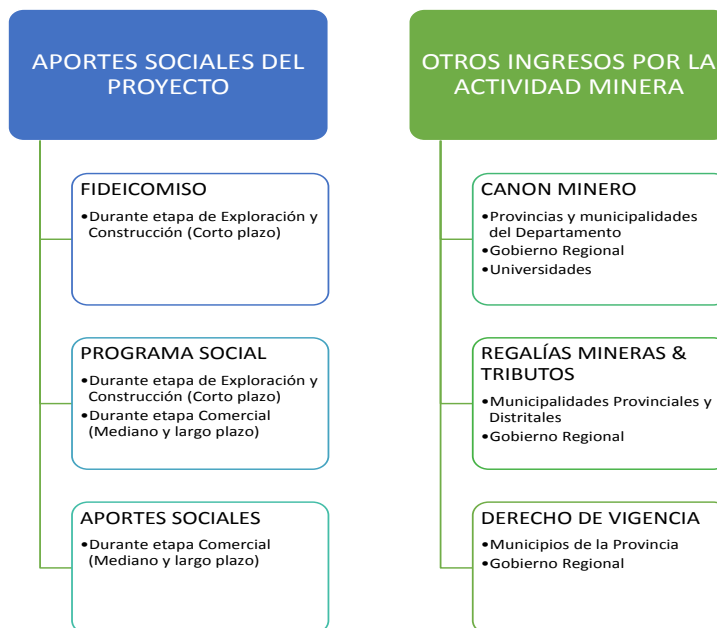 APORTES SOCIALES DEL
PROYECTO
FIDEICOMISO
•Durante etapa de Exploración y
Construcción (Corto plazo)
PROGRAMA SOCIAL
•Durante etapa de Exploración y
Construcción (Corto plazo)
•Durante etapa Comercial
(Mediano y largo plazo)
APORTES SOCIALES
•Durante etapa Comercial
(Mediano y largo plazo)
OTROS INGRESOS POR LA
ACTIVIDAD MINERA
CANON MINERO
•Provincias y municipalidades
del Departamento
•Gobierno Regional
•Universidades
REGALÍAS MINERAS &
TRIBUTOS
•Municipalidades Provinciales y
Distritales
•Gobierno Regional
DERECHO DE VIGENCIA
•Municipios de la Provincia
•Gobierno Regional